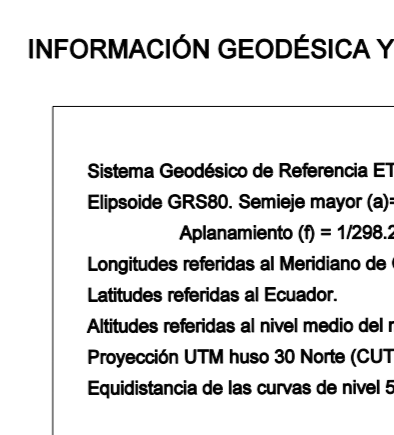 INFORMACIÓN GEODÉSICA Y
Sistema Geodésico de Referencia ET
Elipsoide GRS80. Semieje mayor (a)=
Aplanamiento (f) = 1/298.2
Longitudes referidas al Meridiano de
Latitudes referidas al Ecuador.
Altitudes referidas al nivel medio del
Proyección UTM huso 30 Norte (CUT
Equidistancia de las curvas de nivel 5